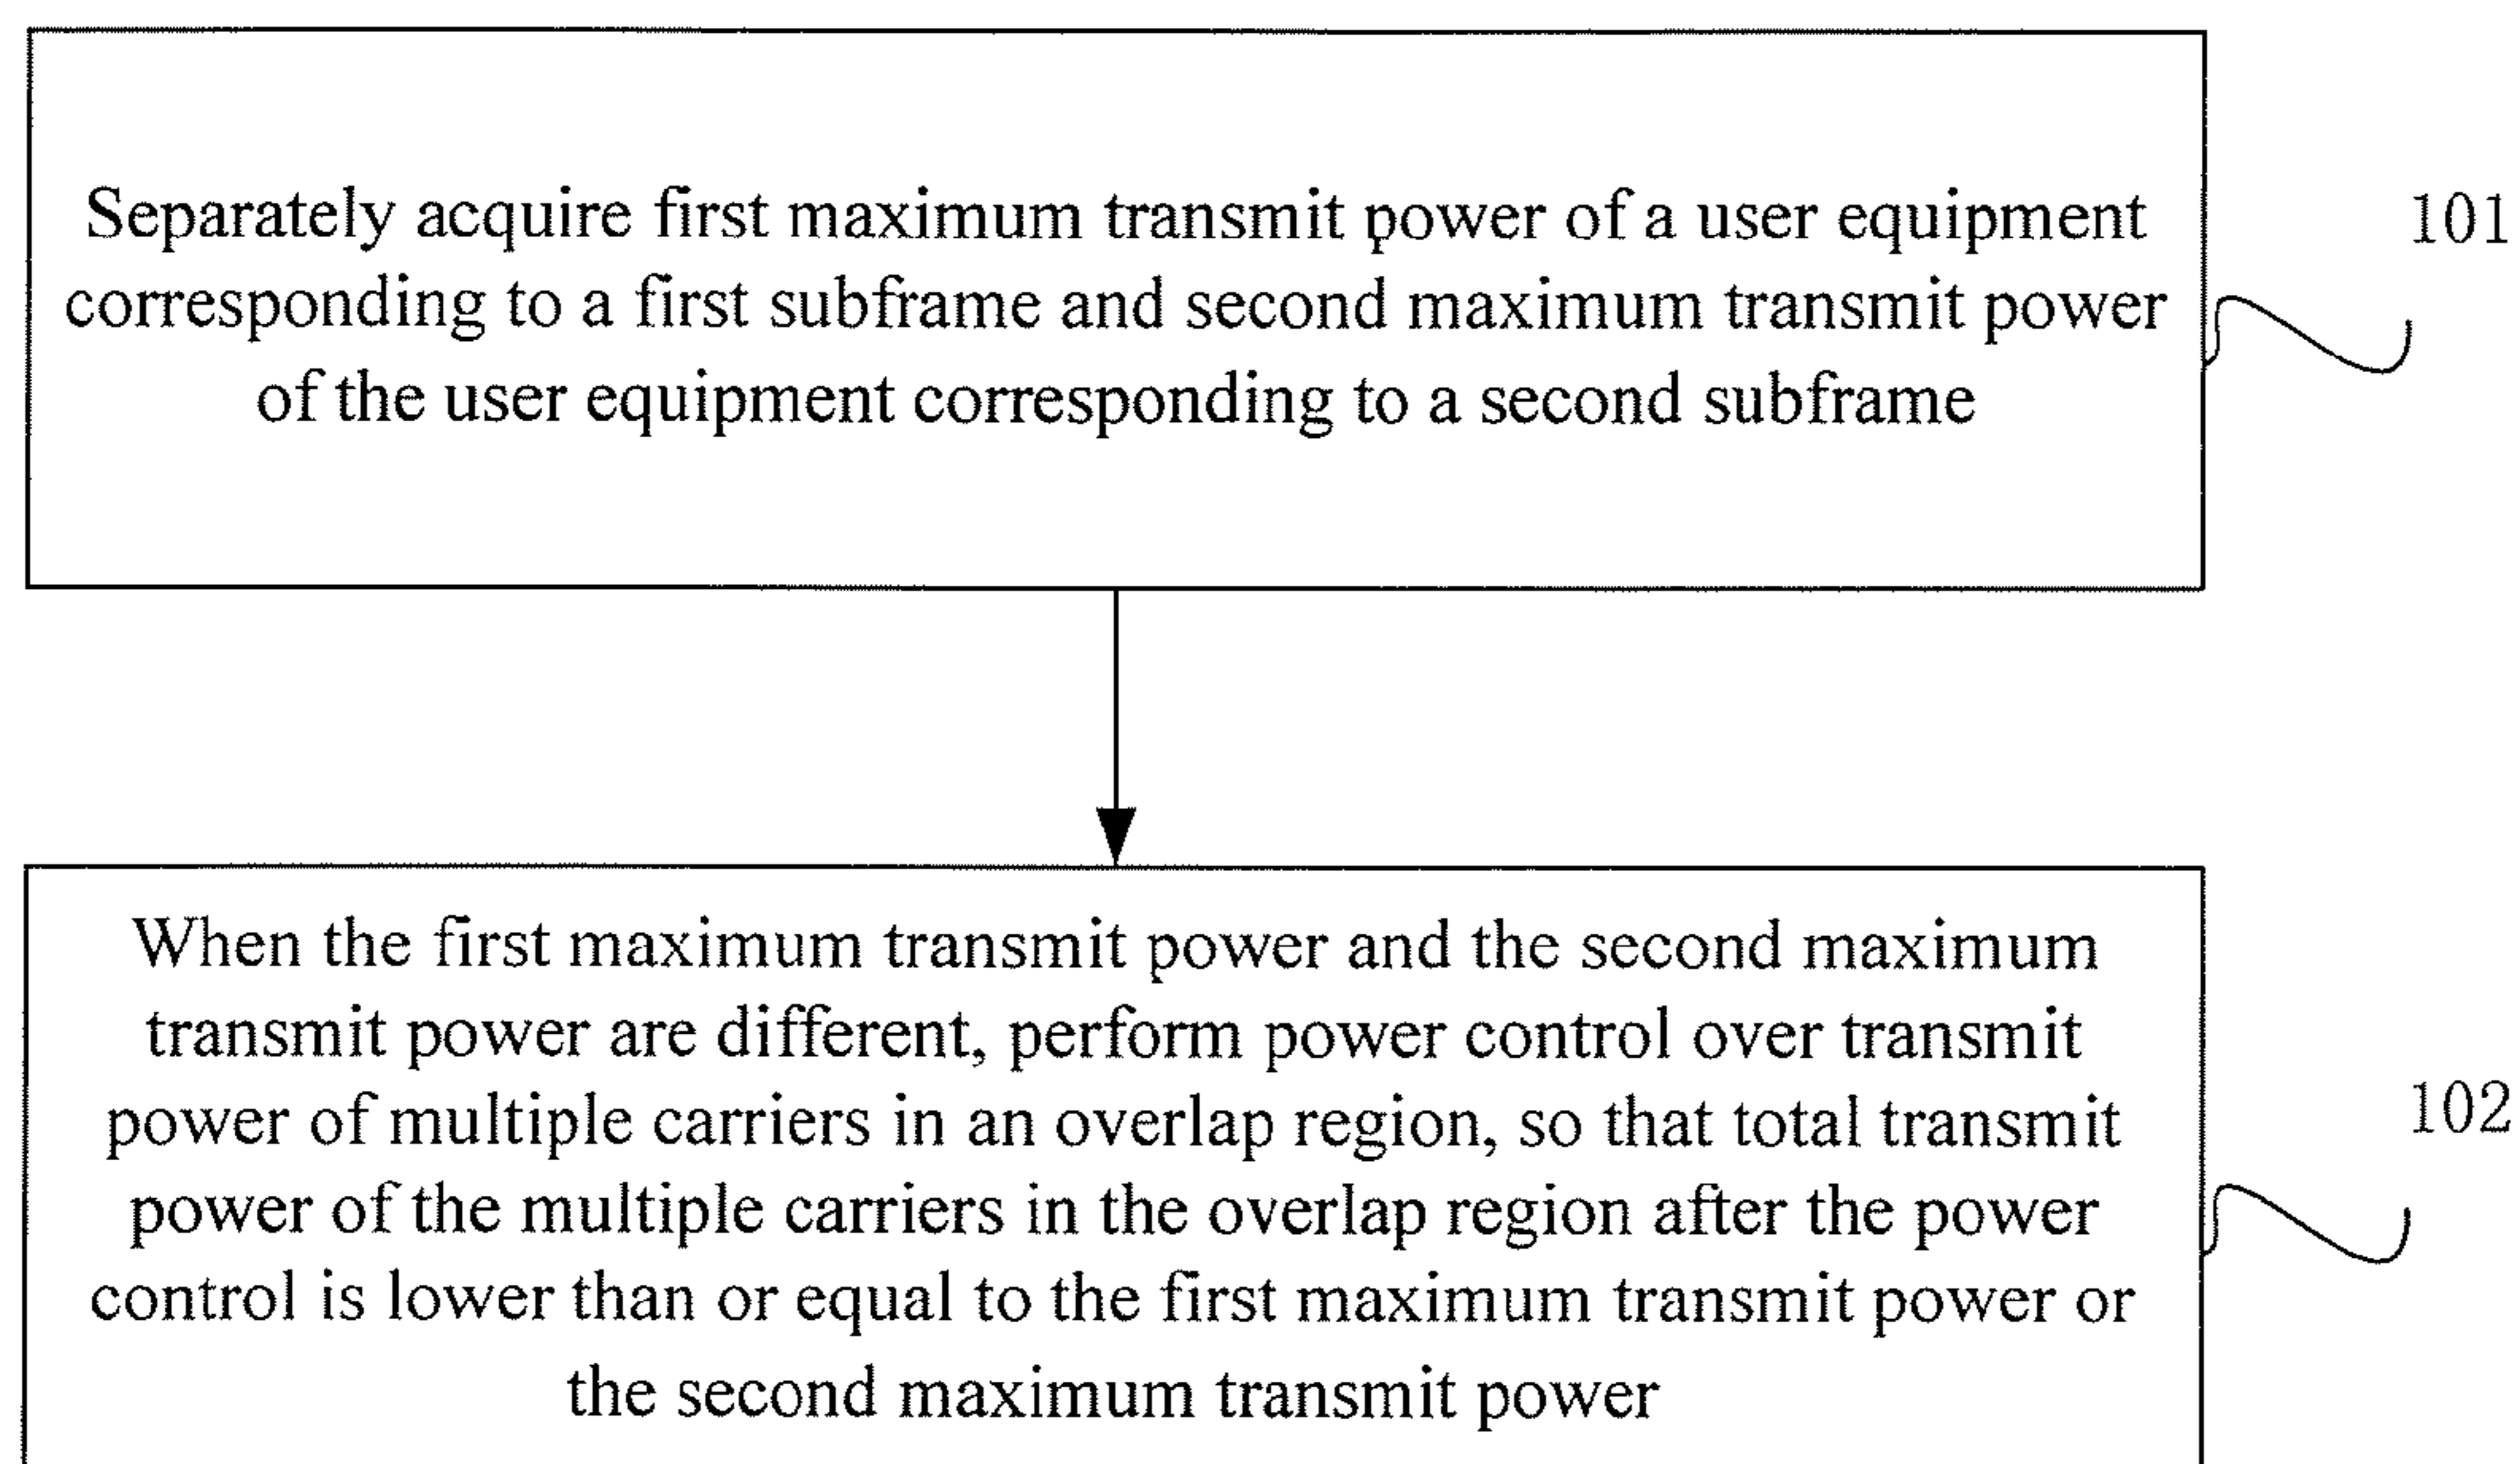 Separately acquire first maximum transmit power of a user equipment
corresponding to a first subframe and second maximum transmit power
of the user equipment corresponding to a second subframe
101
When the first maximum transmit power and the second maximum
transmit power are different, perform power control over transmit
power of multiple carriers in an overlap region, so that total transmit
power of the multiple carriers in the overlap region after the power
control is lower than or equal to the first maximum transmit power or
the second maximum transmit power
102